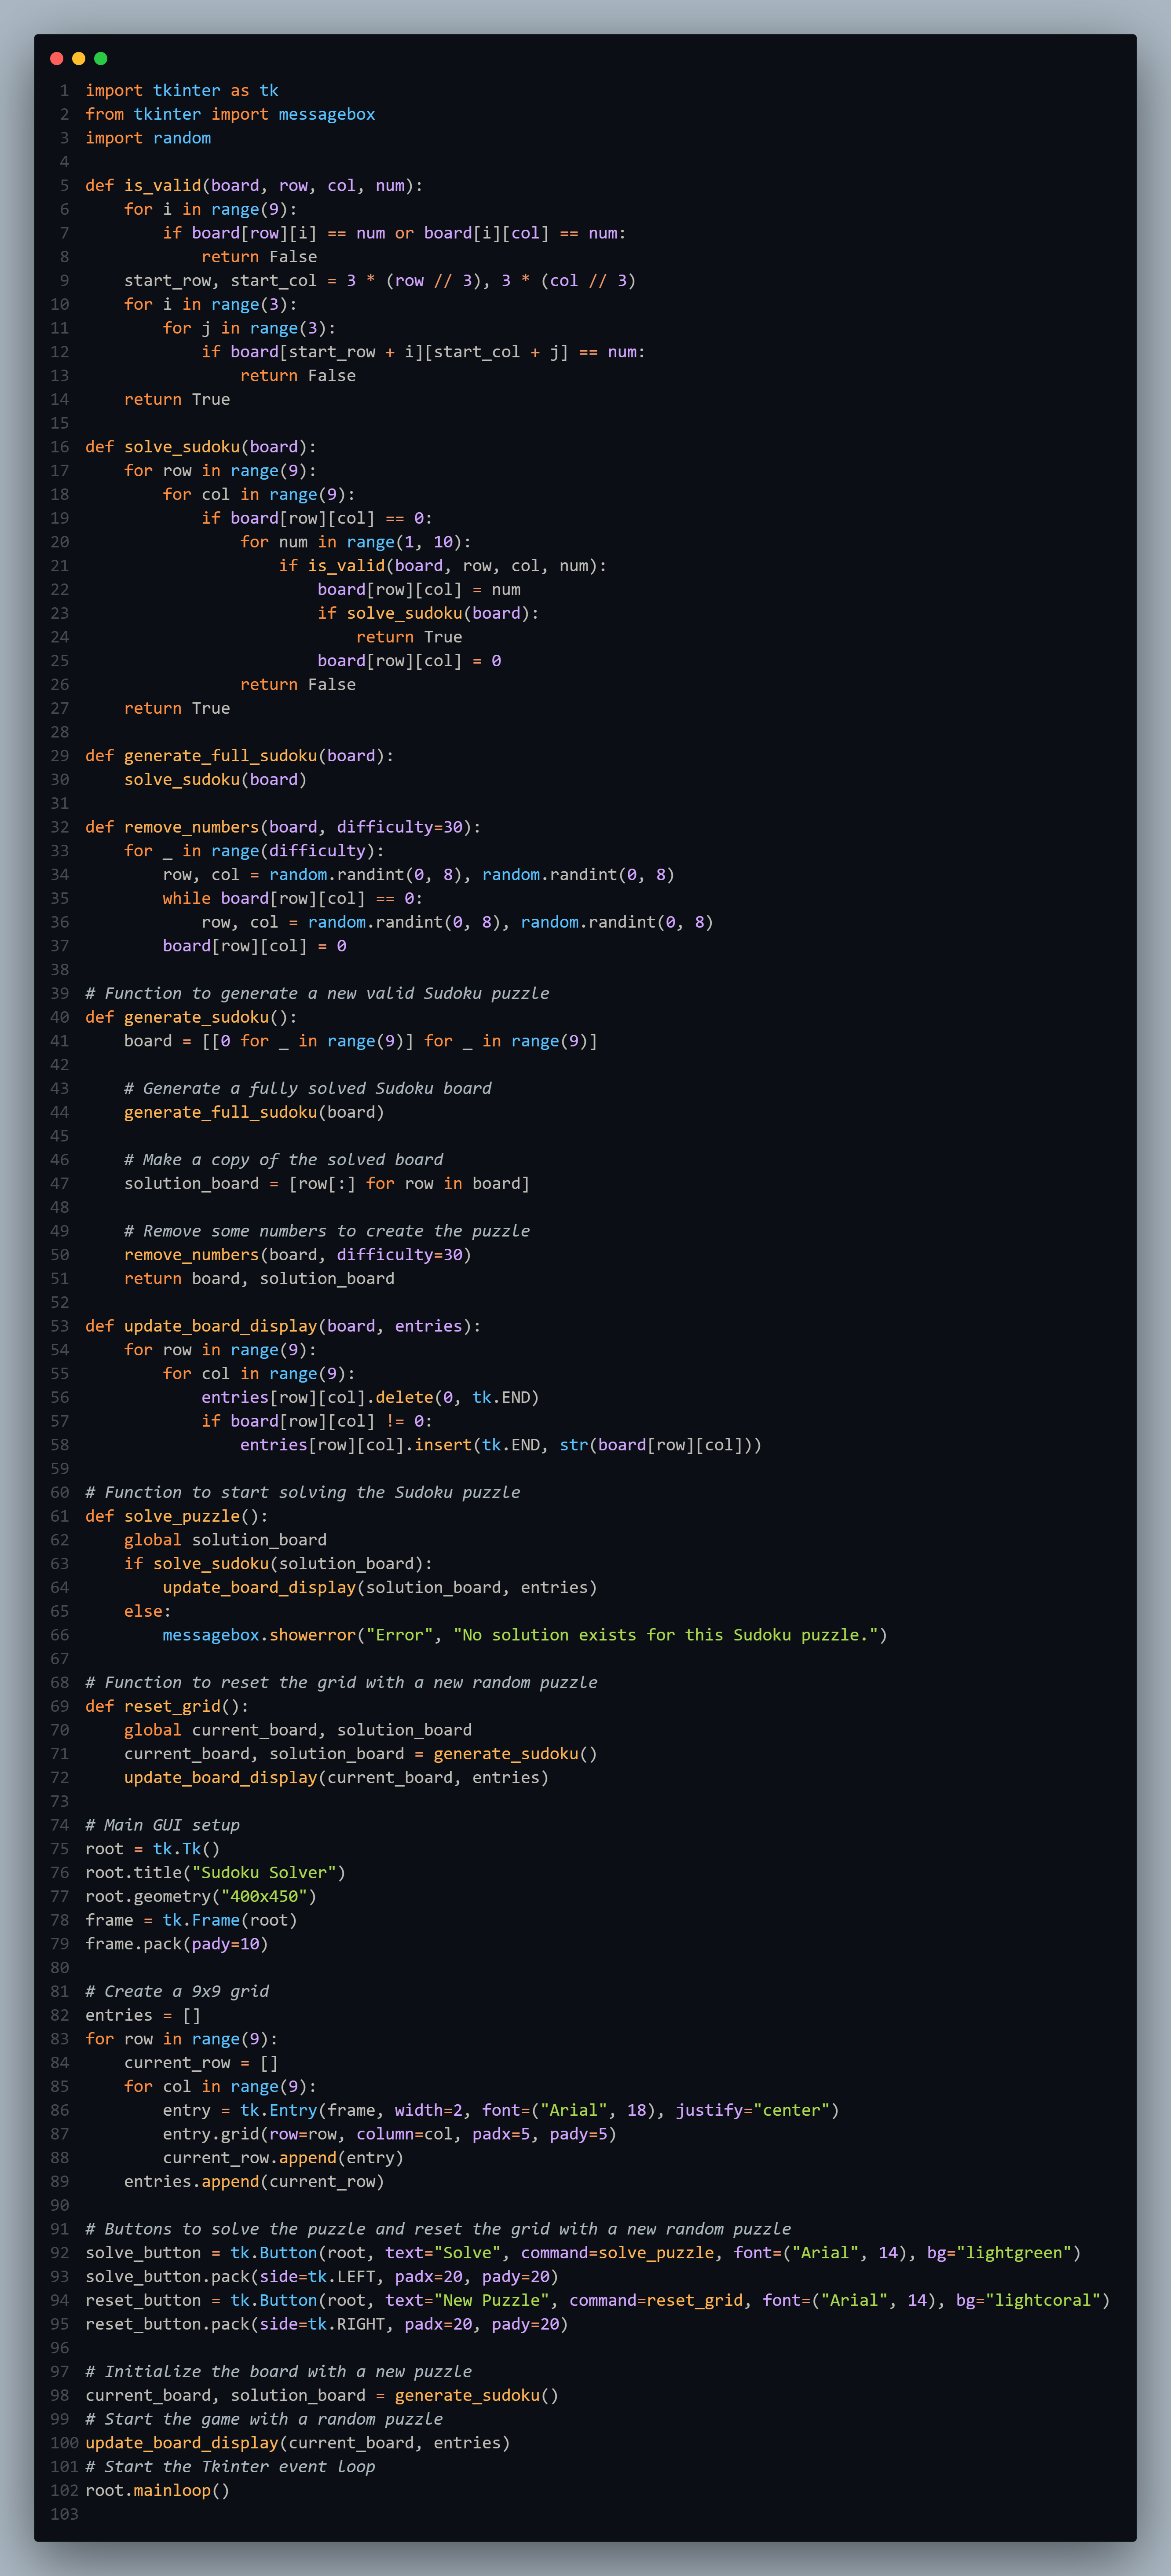 1 import tkinter as tk
2 from tkinter import messagebox
3 import random
4
5 def is_valid(board, row, col, num):
6     for i in range(9):
7         if board[row][i] == num or board[i][col] == num:
8             return False
9     start_row, start_col = 3 * (row // 3), 3 * (col // 3)
10     for i in range(3):
11         for j in range(3):
12             if board[start_row + i][start_col + j] == num:
13                 return False
14     return True
15
16 def solve_sudoku(board):
17     for row in range(9):
18         for col in range(9):
19             if board[row][col] == 0:
20                 for num in range(1, 10):
21                     if is_valid(board, row, col, num):
22                         board[row][col] = num
23                         if solve_sudoku(board):
24                             return True
25                         board[row][col] = 0
26                 return False
27     return True
28
29 def generate_full_sudoku(board):
30     solve_sudoku(board)
31
32 def remove_numbers(board, difficulty=30):
33     for _ in range(difficulty):
34         row, col = random.randint(0, 8), random.randint(0, 8)
35         while board[row][col] == 0:
36             row, col = random.randint(0, 8), random.randint(0, 8)
37         board[row][col] = 0
38
39 # Function to generate a new valid Sudoku puzzle
40 def generate_sudoku():
41     board = [[0 for _ in range(9)] for _ in range(9)]
42
43     # Generate a fully solved Sudoku board
44     generate_full_sudoku(board)
45
46     # Make a copy of the solved board
47     solution_board = [row[:] for row in board]
48
49     # Remove some numbers to create the puzzle
50     remove_numbers(board, difficulty=30)
51     return board, solution_board
52
53 def update_board_display(board, entries):
54     for row in range(9):
55         for col in range(9):
56             entries[row][col].delete(0, tk.END)
57             if board[row][col] != 0:
58                 entries[row][col].insert(tk.END, str(board[row][col]))
59
60 # Function to start solving the Sudoku puzzle
61 def solve_puzzle():
62     global solution_board
63     if solve_sudoku(solution_board):
64         update_board_display(solution_board, entries)
65     else:
66         messagebox.showerror("Error", "No solution exists for this Sudoku puzzle.")
67
68 # Function to reset the grid with a new random puzzle
69 def reset_grid():
70     global current_board, solution_board
71     current_board, solution_board = generate_sudoku()
72     update_board_display(current_board, entries)
73
74 # Main GUI setup
75 root = tk.Tk()
76 root.title("Sudoku Solver")
77 root.geometry("400x450")
78 frame = tk.Frame(root)
79 frame.pack(pady=10)
80
81 # Create a 9x9 grid
82 entries = []
83 for row in range(9):
84     current_row = []
85     for col in range(9):
86         entry = tk.Entry(frame, width=2, font=("Arial", 18), justify="center")
87         entry.grid(row=row, column=col, padx=5, pady=5)
88         current_row.append(entry)
89     entries.append(current_row)
90
91 # Buttons to solve the puzzle and reset the grid with a new random puzzle
92 solve_button = tk.Button(root, text="Solve", command=solve_puzzle, font=("Arial", 14), bg="lightgreen")
93 solve_button.pack(side=tk.LEFT, padx=20, pady=20)
94 reset_button = tk.Button(root, text="New Puzzle", command=reset_grid, font=("Arial", 14), bg="lightcoral")
95 reset_button.pack(side=tk.RIGHT, padx=20, pady=20)
96
97 # Initialize the board with a new puzzle
98 current_board, solution_board = generate_sudoku()
99 # Start the game with a random puzzle
100 update_board_display(current_board, entries)
101 # Start the Tkinter event loop
102 root.mainloop()
103